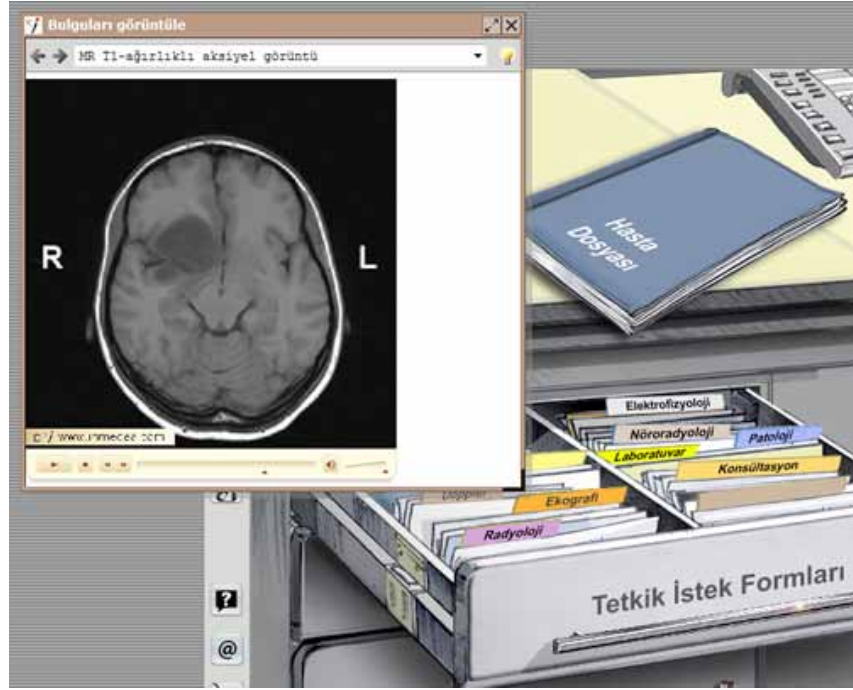 Bulguları görüntüle
MR T1-ağırlıklı aksiyel görüntü
R
L
Hasta
Dosyası
Elektrofizyoloji
Nöroradyoloji
Patoloji
Laboratuvar
Konsültasyon
Doppler
Ekografi
Radyoloji
Tetkik İstek Formları
?
@